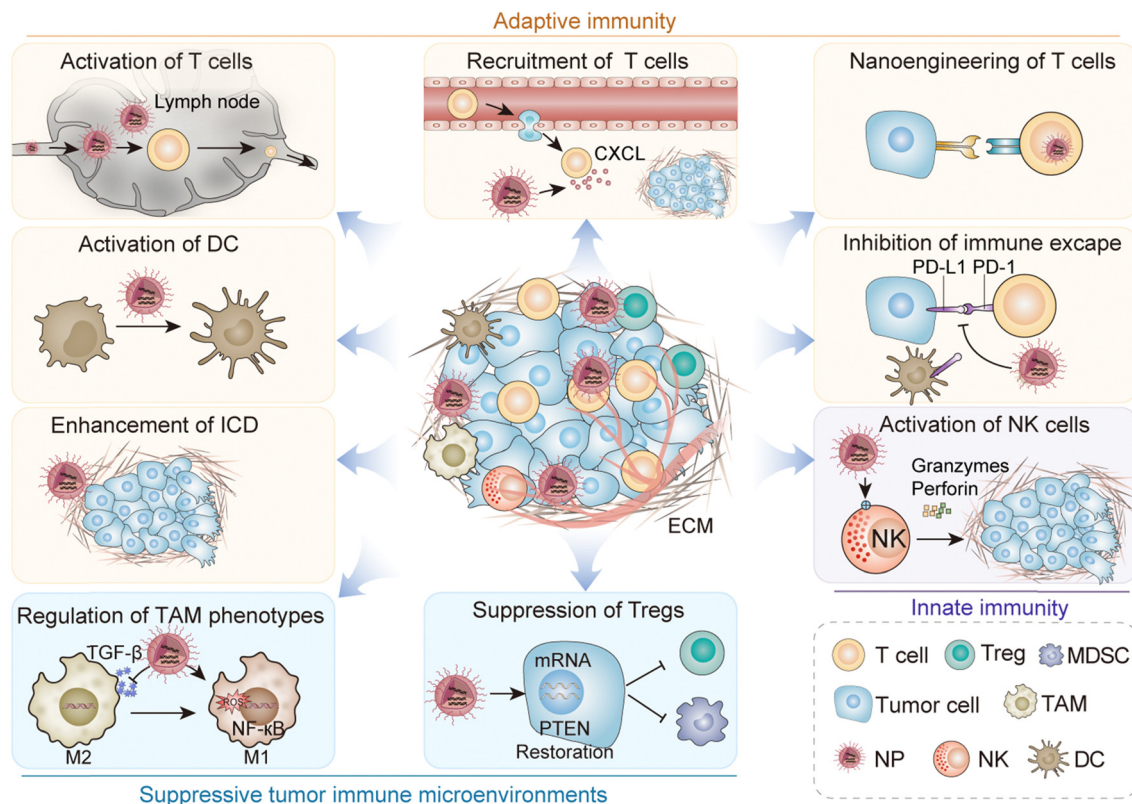 Adaptive immunity
Activation of T cells
Lymph node
Recruitment of T cells
CXCL
Nanoengineering of T cells
Activation of DC
Inhibition of immune excape
PD-L1 PD-1
Enhancement of ICD
ECM
Activation of NK cells
Granzymes
Perforin
NK
Innate immunity
Regulation of TAM phenotypes
TGF-β
ROS
NF-κB
M2
M1
Suppression of Tregs
mRNA
PTEN
Restoration
Suppressive tumor immune microenvironments
T cell
Treg
MDSC
Tumor cell
TAM
NP
NK
DC